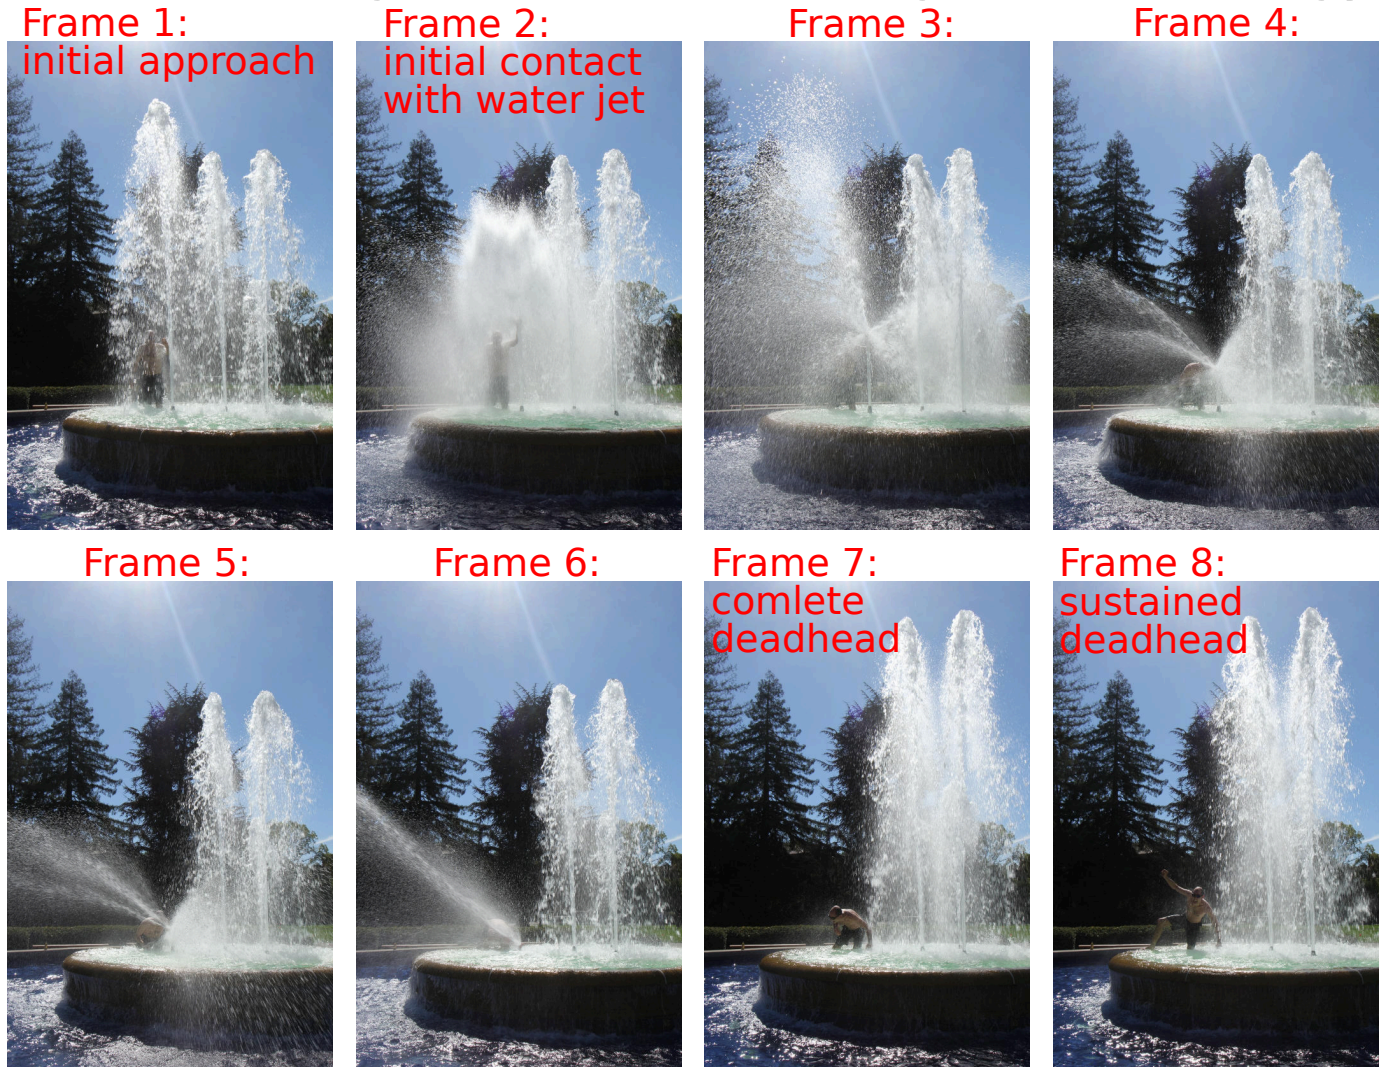 Frame 1:
initial approach
Frame 2:
initial contact
with water jet
Frame 3:
Frame 4:
Frame 5:
Frame 6:
Frame 7:
comlete
deadhead
Frame 8:
sustained
deadhead